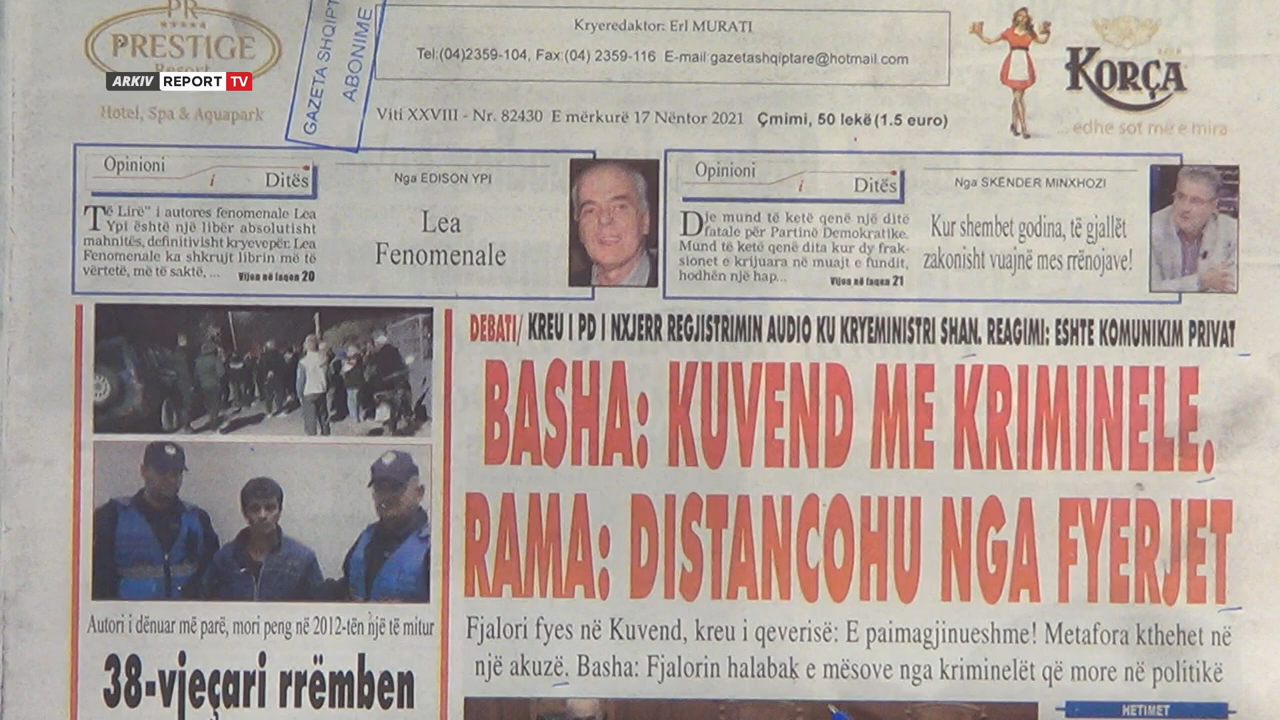 PR
PRESTIGE
Resort
Hotel, Spa & Aquapark
ARKIV REPORT TV
GAZETA SHQIPT
ABONIME
Kryeredaktor: Erl MURATI
Tel:(04)2359-104, Fax:(04) 2359-116 E-mail:gazetashqiptare@hotmail.com
Viti XXVIII - Nr. 82430 E mërkurë 17 Nëntor 2021 Çmimi, 50 lekë (1.5 euro)
KORÇA
... edhe sot më e mira
Opinioni
i Ditës
Të Lirë" i autores fenomenale Lea
Ypi është një libër absolutisht
mahnitës, definitivisht kryevepër. Lea
Fenomenale ka shkrujt librin më të
vërtetë, më të saktë, ... Vijon në faqen 20
Nga EDISON YPI
Lea
Fenomenale
Opinioni
i Ditës
Dje mund të ketë qenë një ditë
fatale për Partinë Demokratike.
Mund të ketë qenë dita kur dy frak-
sionet e krijuara në muajt e fundit,
hodhën një hap... Vijon në faqen 21
Nga SKËNDER MINXHOZI
Kur shembet godina, të gjallët
zakonisht vuajnë mes rrënojave!
DEBATI/ KREU I PD I NXJERR REGJISTRIMIN AUDIO KU KRYEMINISTRI SHAN. REAGIMI: ESHTE KOMUNIKIM PRIVAT
BASHA: KUVEND ME KRIMINELE.
RAMA: DISTANCOHU NGA FYERJET
Fjalori fyes në Kuvend, kreu i qeverisë: E paimagjinueshme! Metafora kthehet në
një akuzë. Basha: Fjalorin halabak e mësove nga kriminelët që more në politikë
Autori i dënuar më parë, mori peng në 2012-tën një të mitur
38-vjeçari rrëmben
HETIMET